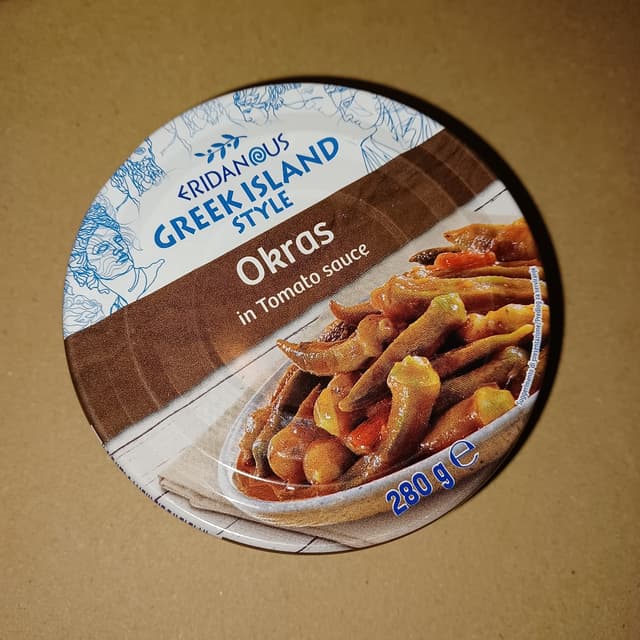 ERIDANOUS
GREEK ISLAND
STYLE
Okras
in Tomato sauce
280 g e